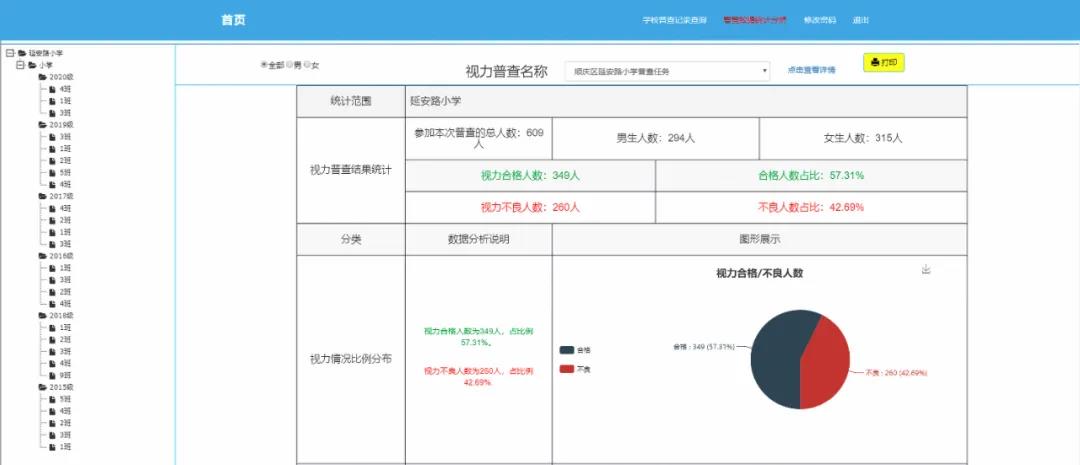 首页
学校普查记录查询
普查数据统计分析
修改密码
退出
延安路小学
小学
2020级
4班
1班
3班
2019级
3班
1班
2班
5班
4班
2017级
4班
2班
1班
3班
2016级
1班
3班
2班
4班
2018级
1班
2班
3班
4班
9班
2015级
5班
4班
2班
3班
1班
全部 男 女
视力普查名称
顺庆区延安路小学普查任务
点击查看详情
打印
统计范围
延安路小学
视力普查结果统计
参加本次普查的总人数：609
人
男生人数：294人
女生人数：315人
视力合格人数：349人
合格人数占比：57.31%
视力不良人数：260人
不良人数占比：42.69%
分类
数据分析说明
图形展示
视力情况比例分布
视力合格人数为349人，占比例
57.31%。
视力不良人数为260人，占比例
42.69%.
视力合格/不良人数
合格
不良
合格 : 349 (57.31%)
不良 : 260 (42.69%)